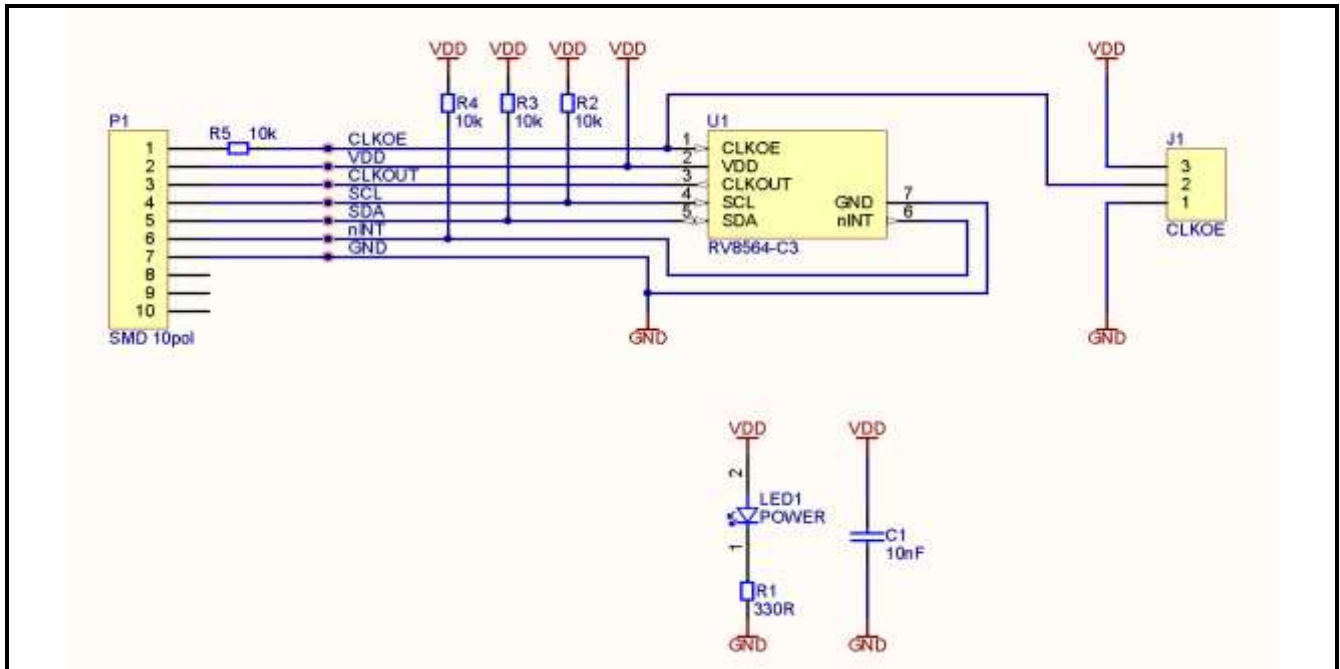 VDD VDD VDD VDD VDD
R4 R3 R2
10k 10k 10k
P1 U1
R5 10k
J1
1 CLKOE 1 CLKOE
2 VDD 2 VDD 3
3 CLKOUT 3 CLKOUT 2
4 SCL 4 SCL GND 7 1
5 SDA 5 SDA nINT 6
6 nINT CLKOE
7 GND RV8564-C3
8
9
10
SMD 10pol GND GND
VDD VDD
2
LED1
POWER
C1
1 10nF
R1
330R
GND GND